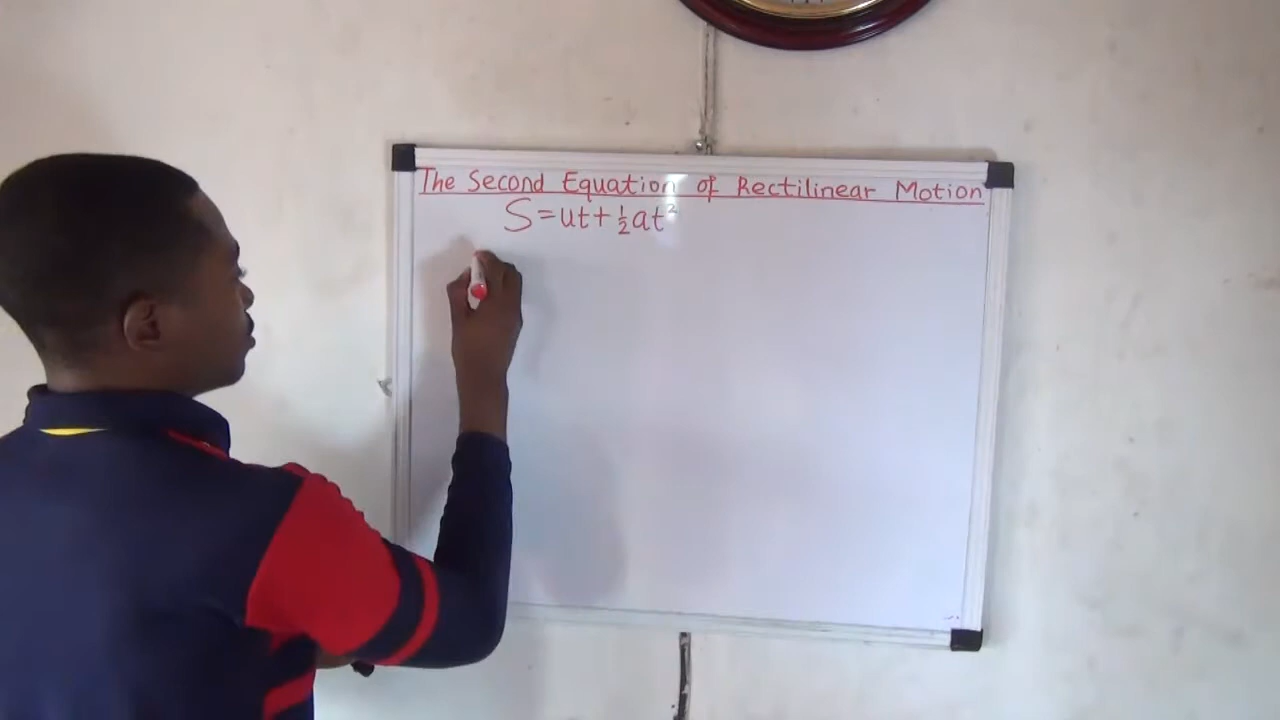 The Second Equation of Rectilinear Motion
S = ut + ½at²